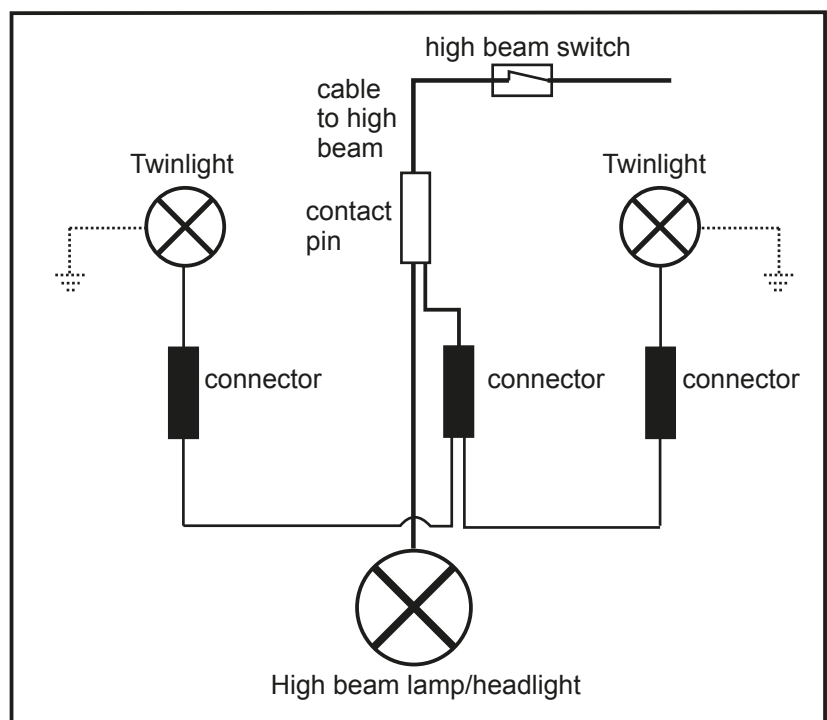 high beam switch
cable
to high
beam
Twinlight
Twinlight
contact
pin
connector
connector
connector
High beam lamp/headlight